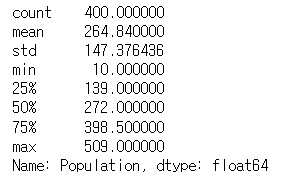 count    400.000000
mean     264.840000
std      147.376436
min       10.000000
25%      139.000000
50%      272.000000
75%      398.500000
max      509.000000
Name: Population, dtype: float64